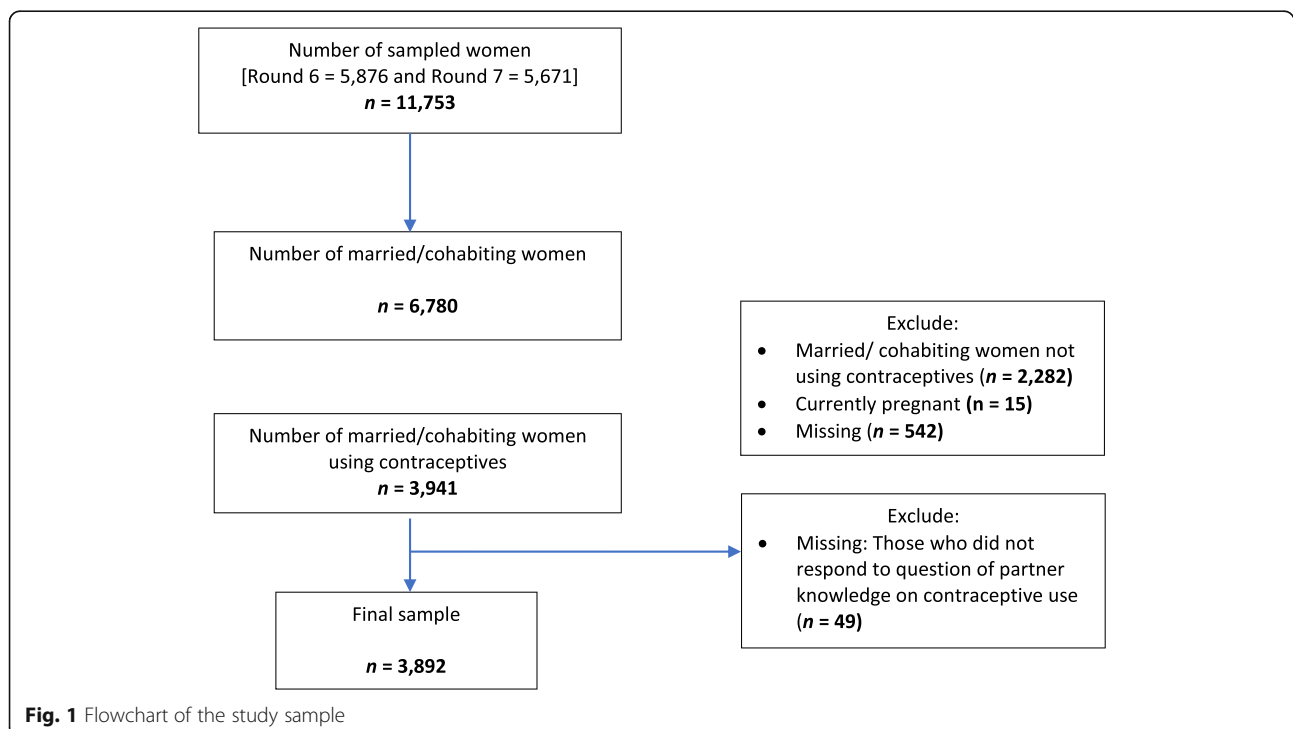 Number of sampled women
[Round 6 = 5,876 and Round 7 = 5,671]
n = 11,753
Number of married/cohabiting women
n = 6,780
Exclude:
• Married/ cohabiting women not
using contraceptives (n = 2,282)
• Currently pregnant (n = 15)
• Missing (n = 542)
Number of married/cohabiting women
using contraceptives
n = 3,941
Exclude:
• Missing: Those who did not
respond to question of partner
knowledge on contraceptive use
(n = 49)
Final sample
n = 3,892
Fig. 1 Flowchart of the study sample